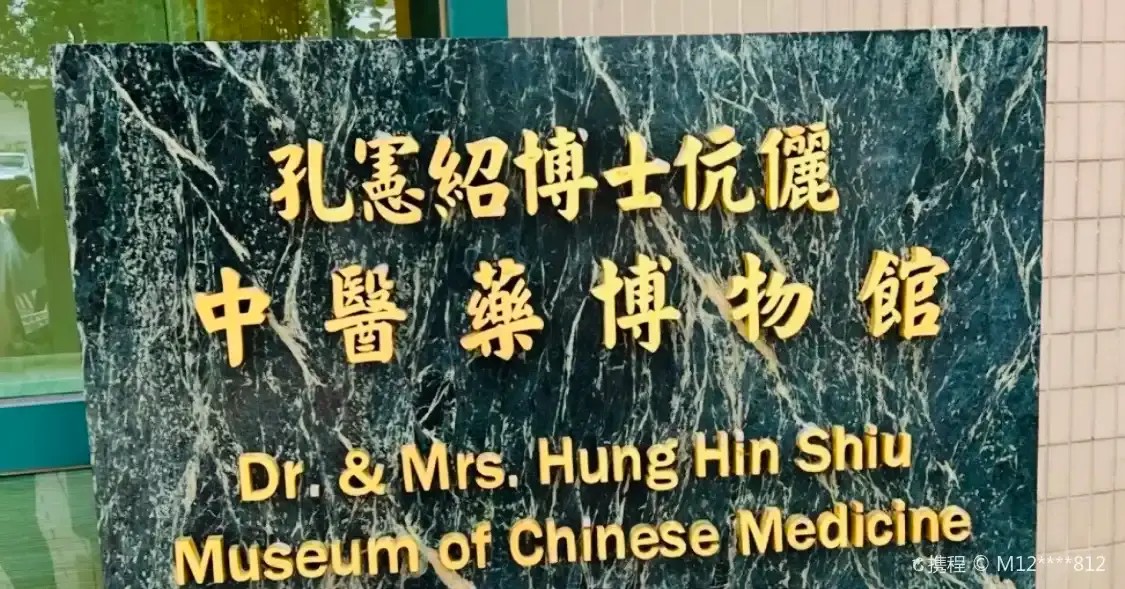 孔憲紹博士伉儷
中醫藥博物館
Dr. & Mrs. Hung Hin Shiu
Museum of Chinese Medicine
携程 © M12****812